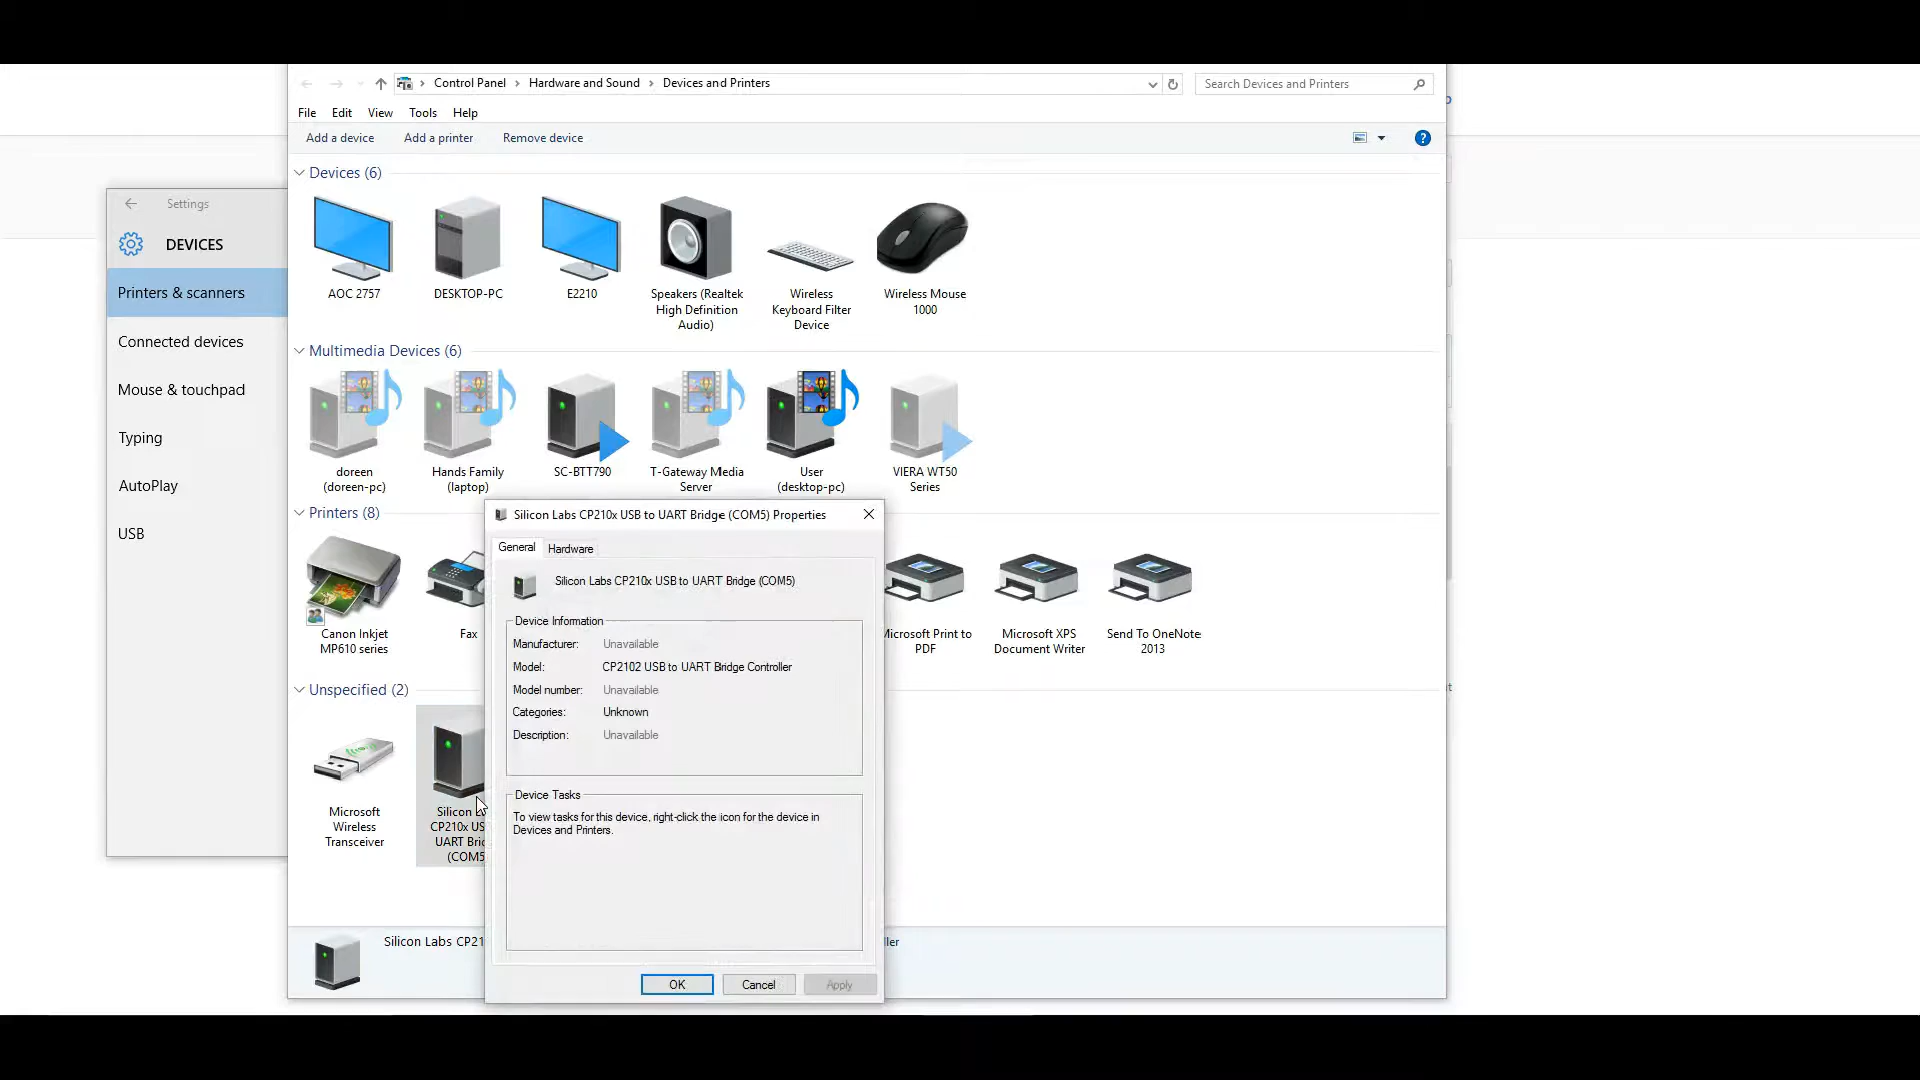 Control Panel > Hardware and Sound > Devices and Printers
Search Devices and Printers
File Edit View Tools Help
Add a device Add a printer Remove device
Devices (6)
AOC 2757
DESKTOP-PC
E2210
Speakers (Realtek
High Definition
Audio)
Wireless
Keyboard Filter
Device
Wireless Mouse
1000
Settings
DEVICES
Printers & scanners
Connected devices
Mouse & touchpad
Typing
AutoPlay
USB
Multimedia Devices (6)
doreen
(doreen-pc)
Hands Family
(laptop)
SC-BTT790
T-Gateway Media
Server
User
(desktop-pc)
VIERA WT50
Series
Printers (8)
Canon Inkjet
MP610 series
Fax
Microsoft Print to
PDF
Microsoft XPS
Document Writer
Send To OneNote
2013
Unspecified (2)
Microsoft
Wireless
Transceiver
Silicon
CP210x US
UART Bri
(COM5
Silicon Labs CP21
ller
Silicon Labs CP210x USB to UART Bridge (COM5) Properties
General Hardware
Silicon Labs CP210x USB to UART Bridge (COM5)
Device Information
Manufacturer: Unavailable
Model: CP2102 USB to UART Bridge Controller
Model number: Unavailable
Categories: Unknown
Description: Unavailable
Device Tasks
To view tasks for this device, right-click the icon for the device in
Devices and Printers.
OK Cancel Apply